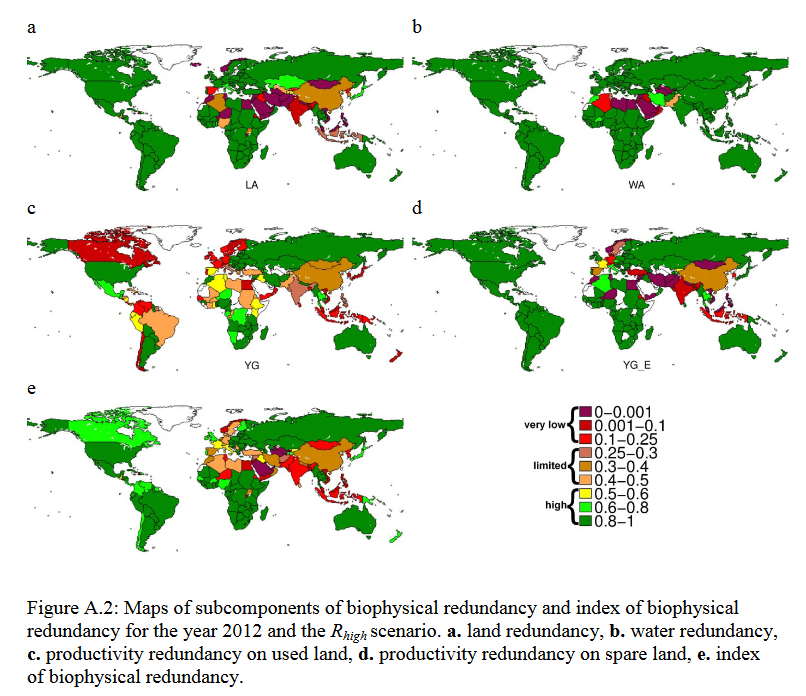 a
b
LA
WA
c
d
YG
YG_E
e
0−0.001
very low
0.001−0.1
0.1−0.25
0.25−0.3
limited
0.3−0.4
0.4−0.5
0.5−0.6
high
0.6−0.8
0.8−1
Figure A.2: Maps of subcomponents of biophysical redundancy and index of biophysical
redundancy for the year 2012 and the Rhigh scenario. a. land redundancy, b. water redundancy,
c. productivity redundancy on used land, d. productivity redundancy on spare land, e. index
of biophysical redundancy.